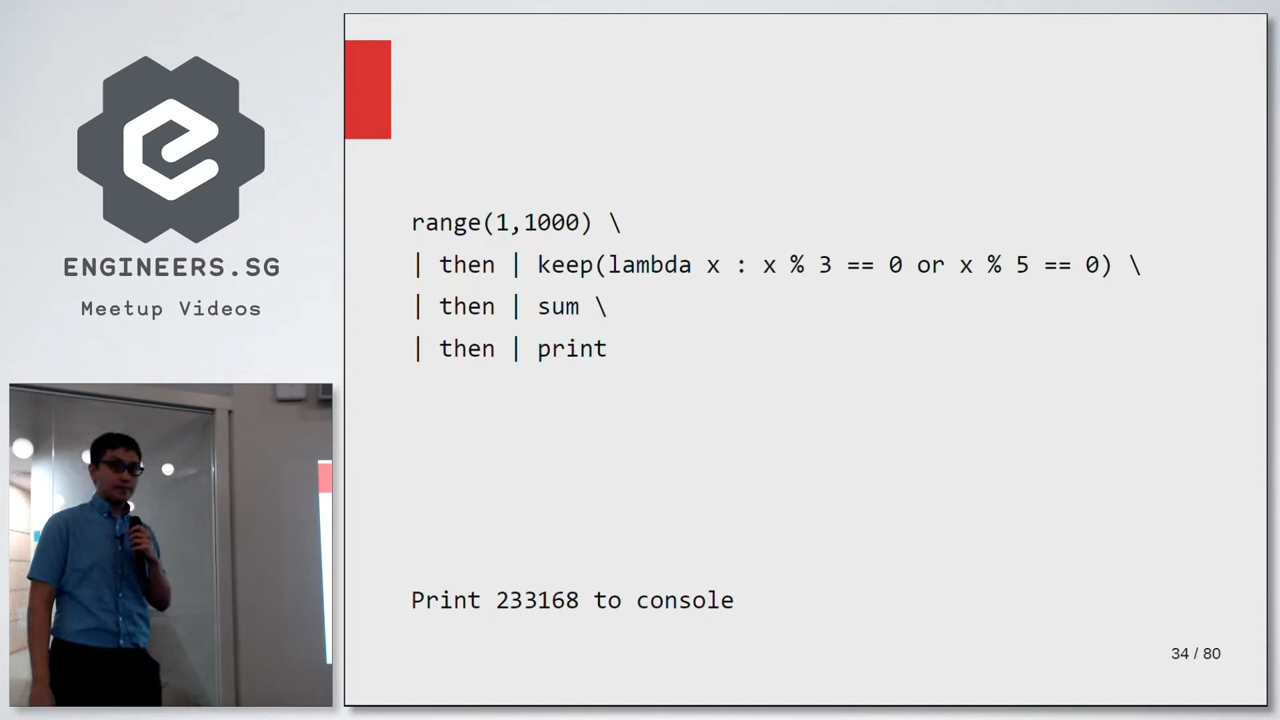 ENGINEERS.SG
Meetup Videos
range(1,1000) \
| then | keep(lambda x : x % 3 == 0 or x % 5 == 0) \
| then | sum \
| then | print
Print 233168 to console
34 / 80